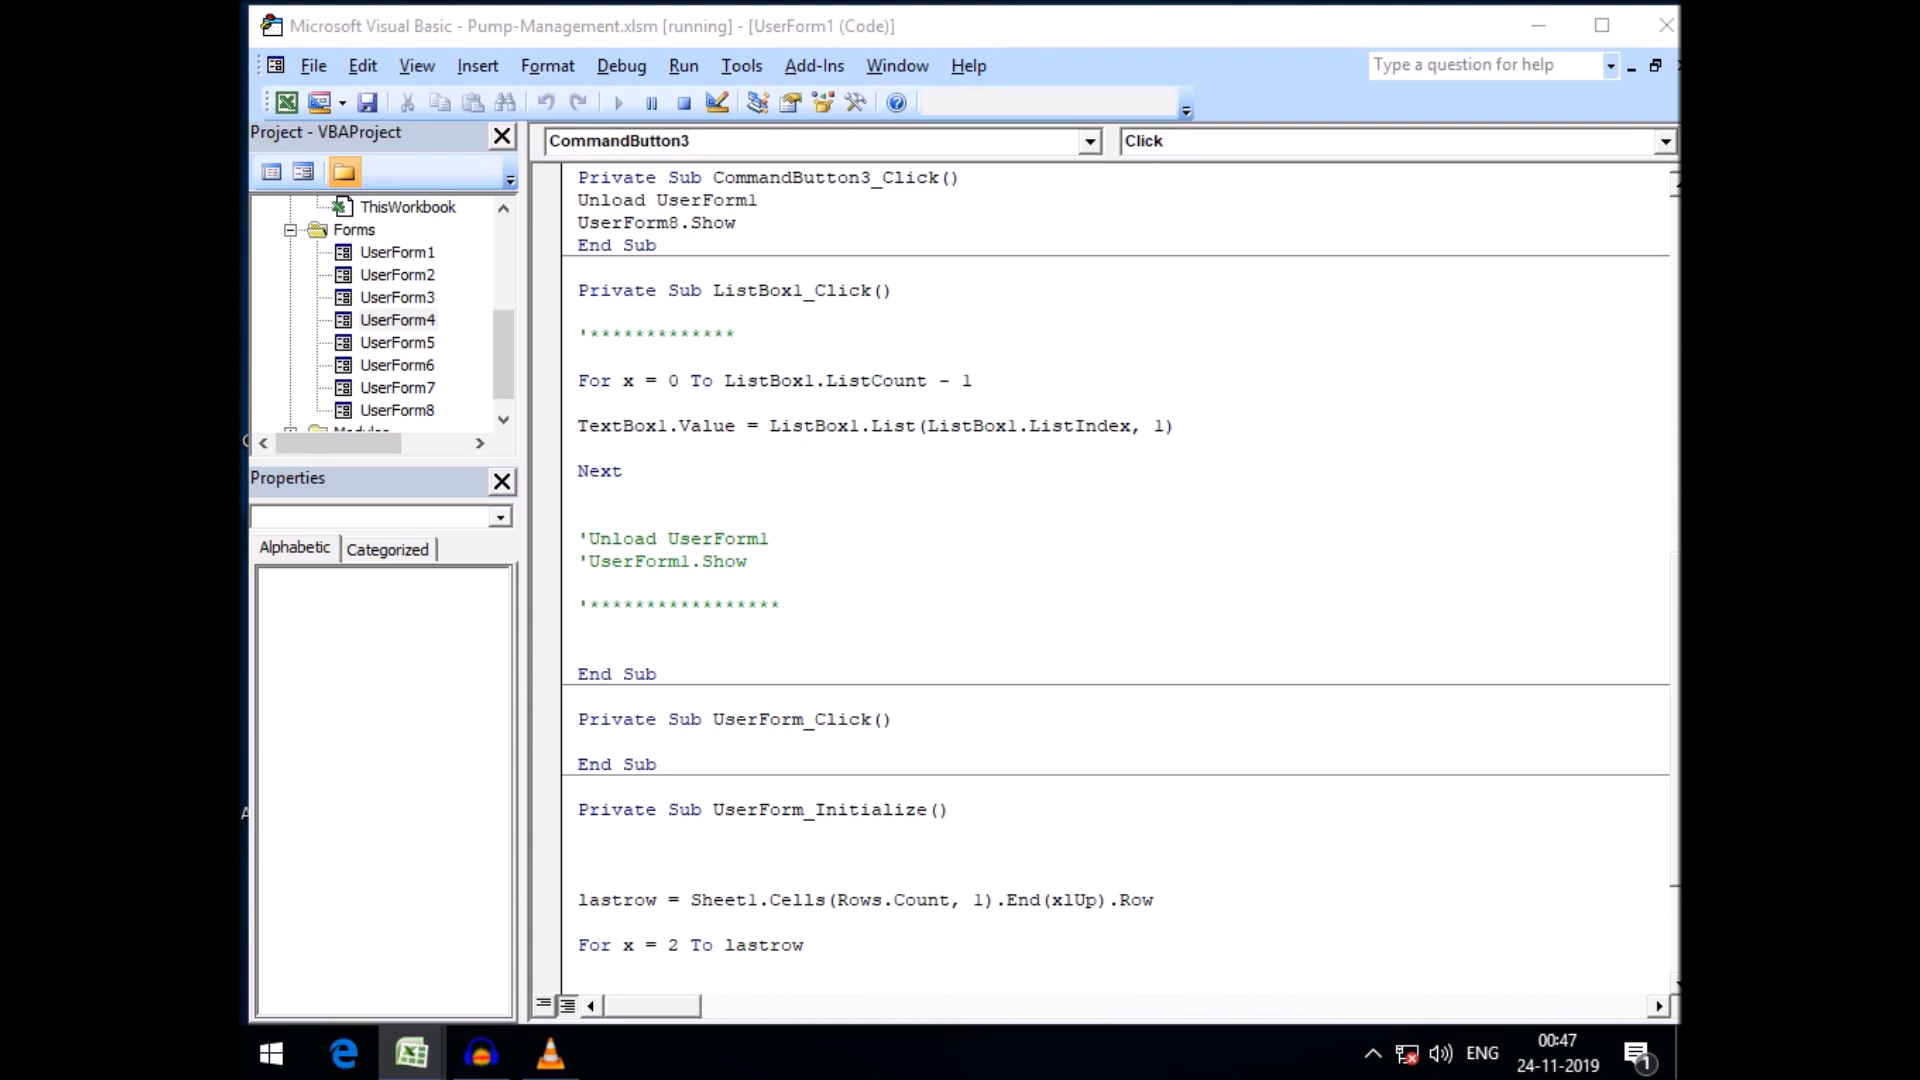 Microsoft Visual Basic - Pump-Management.xlsm [running] - [UserForm1 (Code)]
File Edit View Insert Format Debug Run Tools Add-Ins Window Help
Type a question for help
Project - VBAProject
CommandButton3
Click
ThisWorkbook
Forms
UserForm1
UserForm2
UserForm3
UserForm4
UserForm5
UserForm6
UserForm7
UserForm8
Properties
Alphabetic
Categorized
Private Sub CommandButton3_Click()
Unload UserForm1
UserForm8.Show
End Sub
Private Sub ListBox1_Click()
'*************
For x = 0 To ListBox1.ListCount - 1
TextBox1.Value = ListBox1.List(ListBox1.ListIndex, 1)
Next
'Unload UserForm1
'UserForm1.Show
'*****************
End Sub
Private Sub UserForm_Click()
End Sub
Private Sub UserForm_Initialize()
lastrow = Sheet1.Cells(Rows.Count, 1).End(xlUp).Row
For x = 2 To lastrow
ENG
00:47
24-11-2019
1